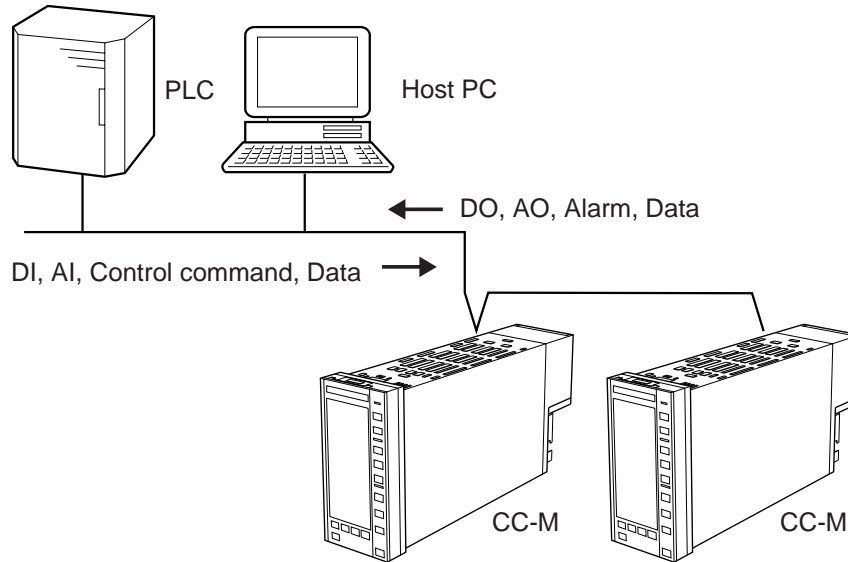 PLC
Host PC
DO, AO, Alarm, Data
DI, AI, Control command, Data
CC-M
CC-M